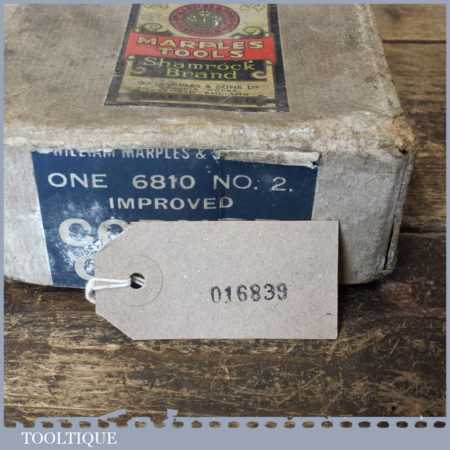 MARPLES
TOOLS
Shamrock
Brand
WILLIAM MARPLES & S
ONE 6810 NO. 2.
IMPROVED
016839
TOOLTIQUE